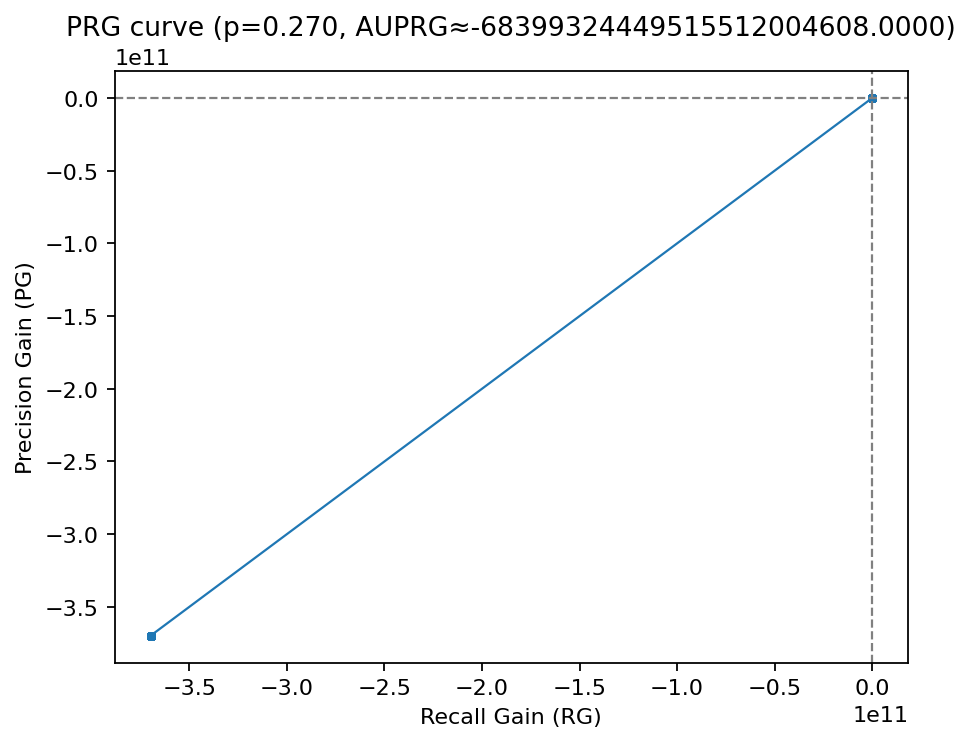 PRG curve (p=0.270, AUPRG≈-68399324449515512004608.0000)
1e11
0.0
−0.5
−1.0
−1.5
−2.0
−2.5
−3.0
−3.5
Precision Gain (PG)
−3.5 −3.0 −2.5 −2.0 −1.5 −1.0 −0.5 0.0
Recall Gain (RG)
1e11